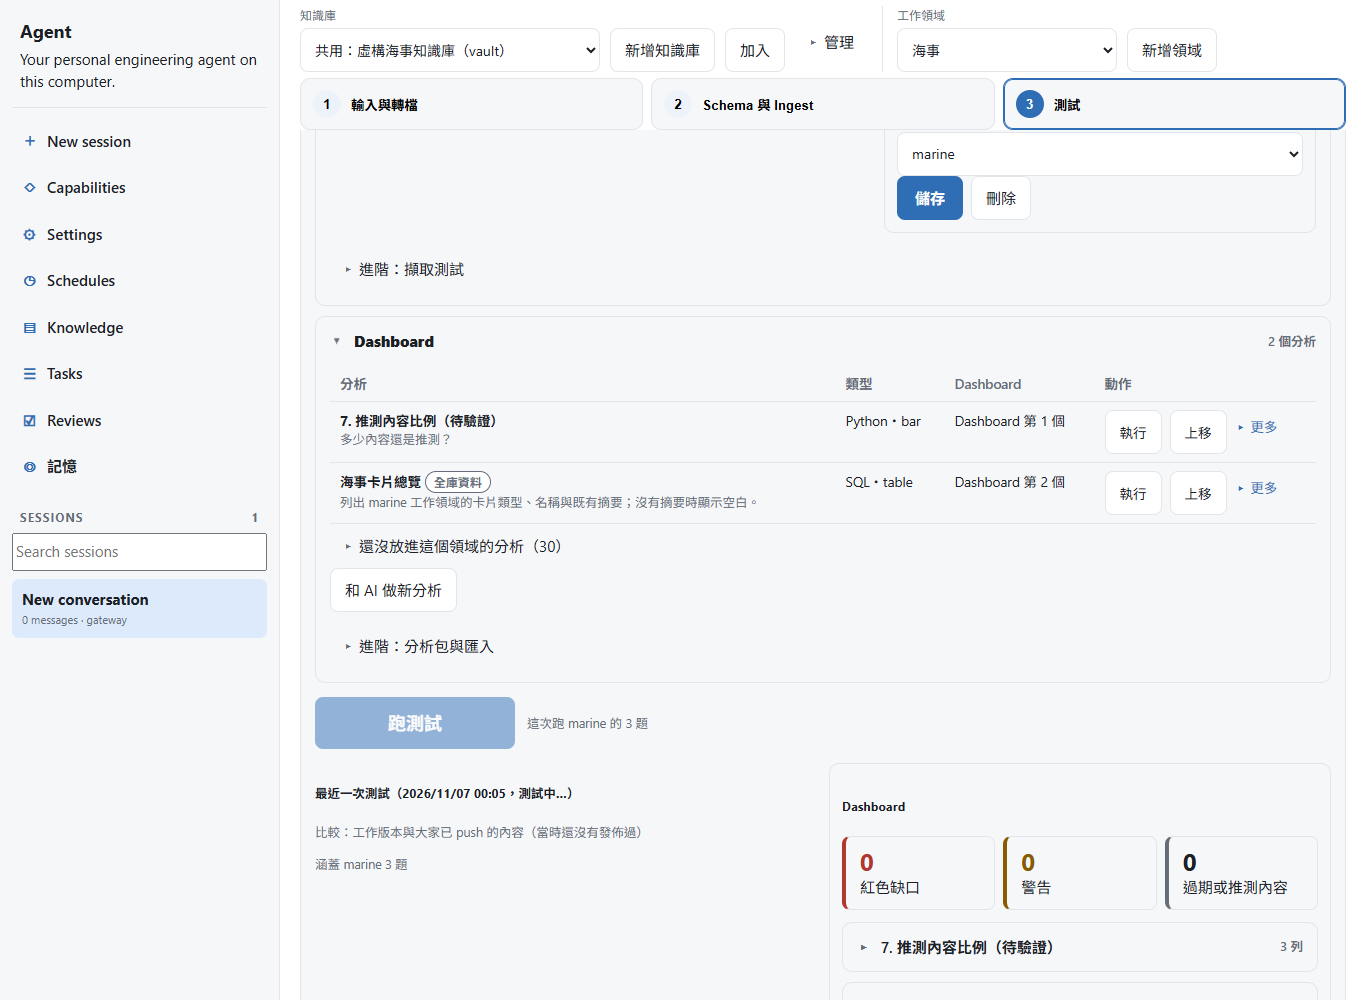 Agent
Your personal engineering agent on
this computer.
New session
Capabilities
Settings
Schedules
Knowledge
Tasks
Reviews
記憶
SESSIONS 1
Search sessions
New conversation
0 messages · gateway
知識庫
共用：虛構海事知識庫（vault）
新增知識庫
加入
管理
工作領域
海事
新增領域
1 輸入與轉檔
2 Schema 與 Ingest
3 測試
marine
儲存
刪除
進階：擷取測試
Dashboard
2 個分析
分析 類型 Dashboard 動作
7. 推測內容比例（待驗證） Python・bar Dashboard 第 1 個 執行 上移 更多
多少內容還是推測？
海事卡片總覽 全庫資料 SQL・table Dashboard 第 2 個 執行 上移 更多
列出 marine 工作領域的卡片類型、名稱與既有摘要；沒有摘要時顯示空白。
還沒放進這個領域的分析（30）
和 AI 做新分析
進階：分析包與匯入
跑測試
這次跑 marine 的 3 題
最近一次測試（2026/11/07 00:05，測試中…）
比較：工作版本與大家已 push 的內容（當時還沒有發佈過）
涵蓋 marine 3 題
Dashboard
0
紅色缺口
0
警告
0
過期或推測內容
7. 推測內容比例（待驗證） 3 列